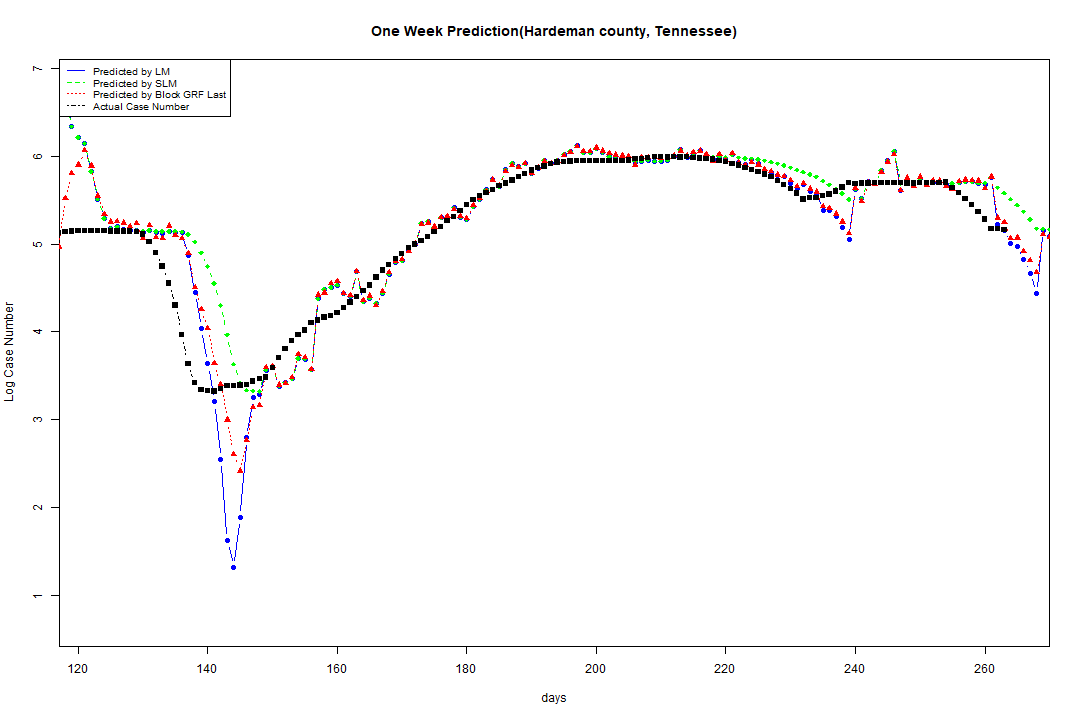 One Week Prediction(Hardeman county, Tennessee)
Predicted by LM
Predicted by SLM
Predicted by Block GRF Last
Actual Case Number
7
6
5
4
3
2
1
Log Case Number
120 140 160 180 200 220 240 260
days